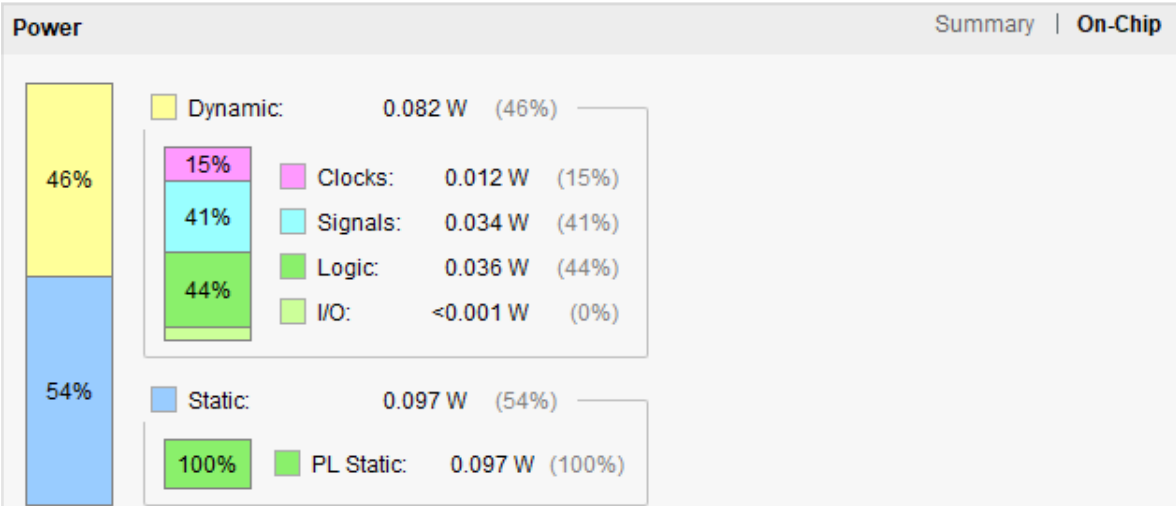 Power Summary | On-Chip
46%
54%
Dynamic: 0.082 W (46%)
15%
41%
44%
Clocks: 0.012 W (15%)
Signals: 0.034 W (41%)
Logic: 0.036 W (44%)
I/O: <0.001 W (0%)
Static: 0.097 W (54%)
100% PL Static: 0.097 W (100%)